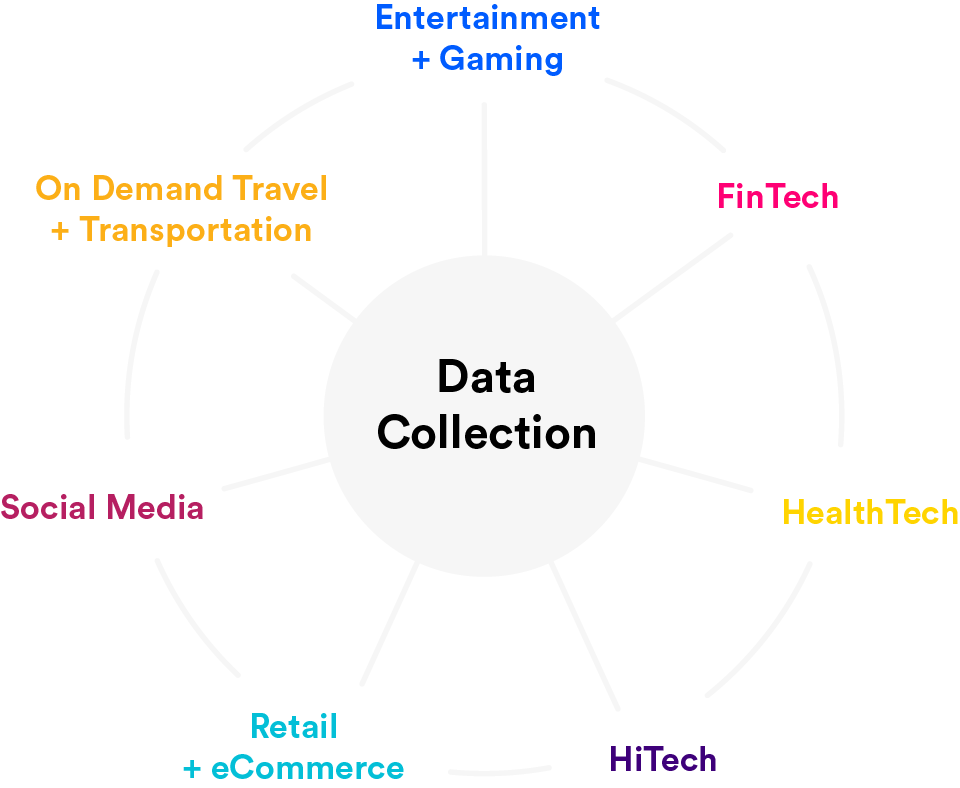 Entertainment
+ Gaming
On Demand Travel
+ Transportation
FinTech
Data
Collection
Social Media
HealthTech
Retail
+ eCommerce
HiTech